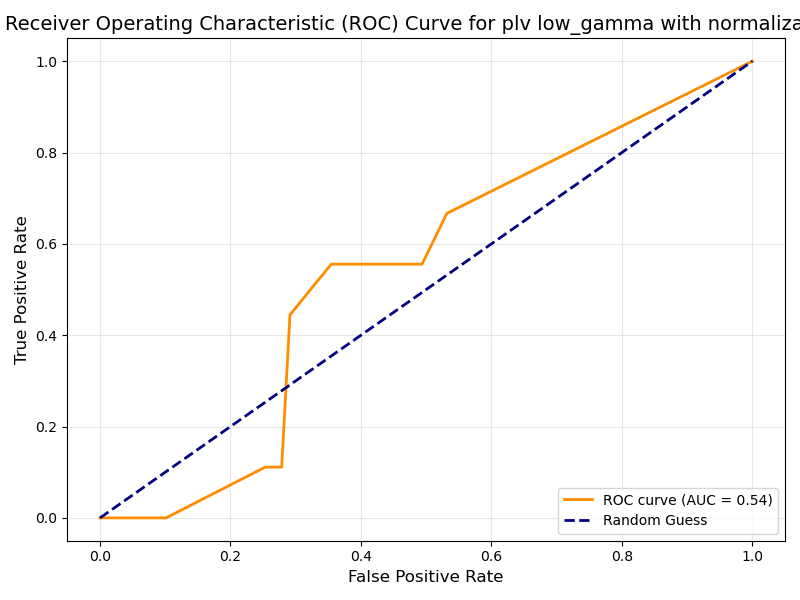 Receiver Operating Characteristic (ROC) Curve for plv low_gamma with normaliza
1.0
0.8
0.6
0.4
0.2
0.0
True Positive Rate
0.0 0.2 0.4 0.6 0.8 1.0
False Positive Rate
ROC curve (AUC = 0.54)
Random Guess